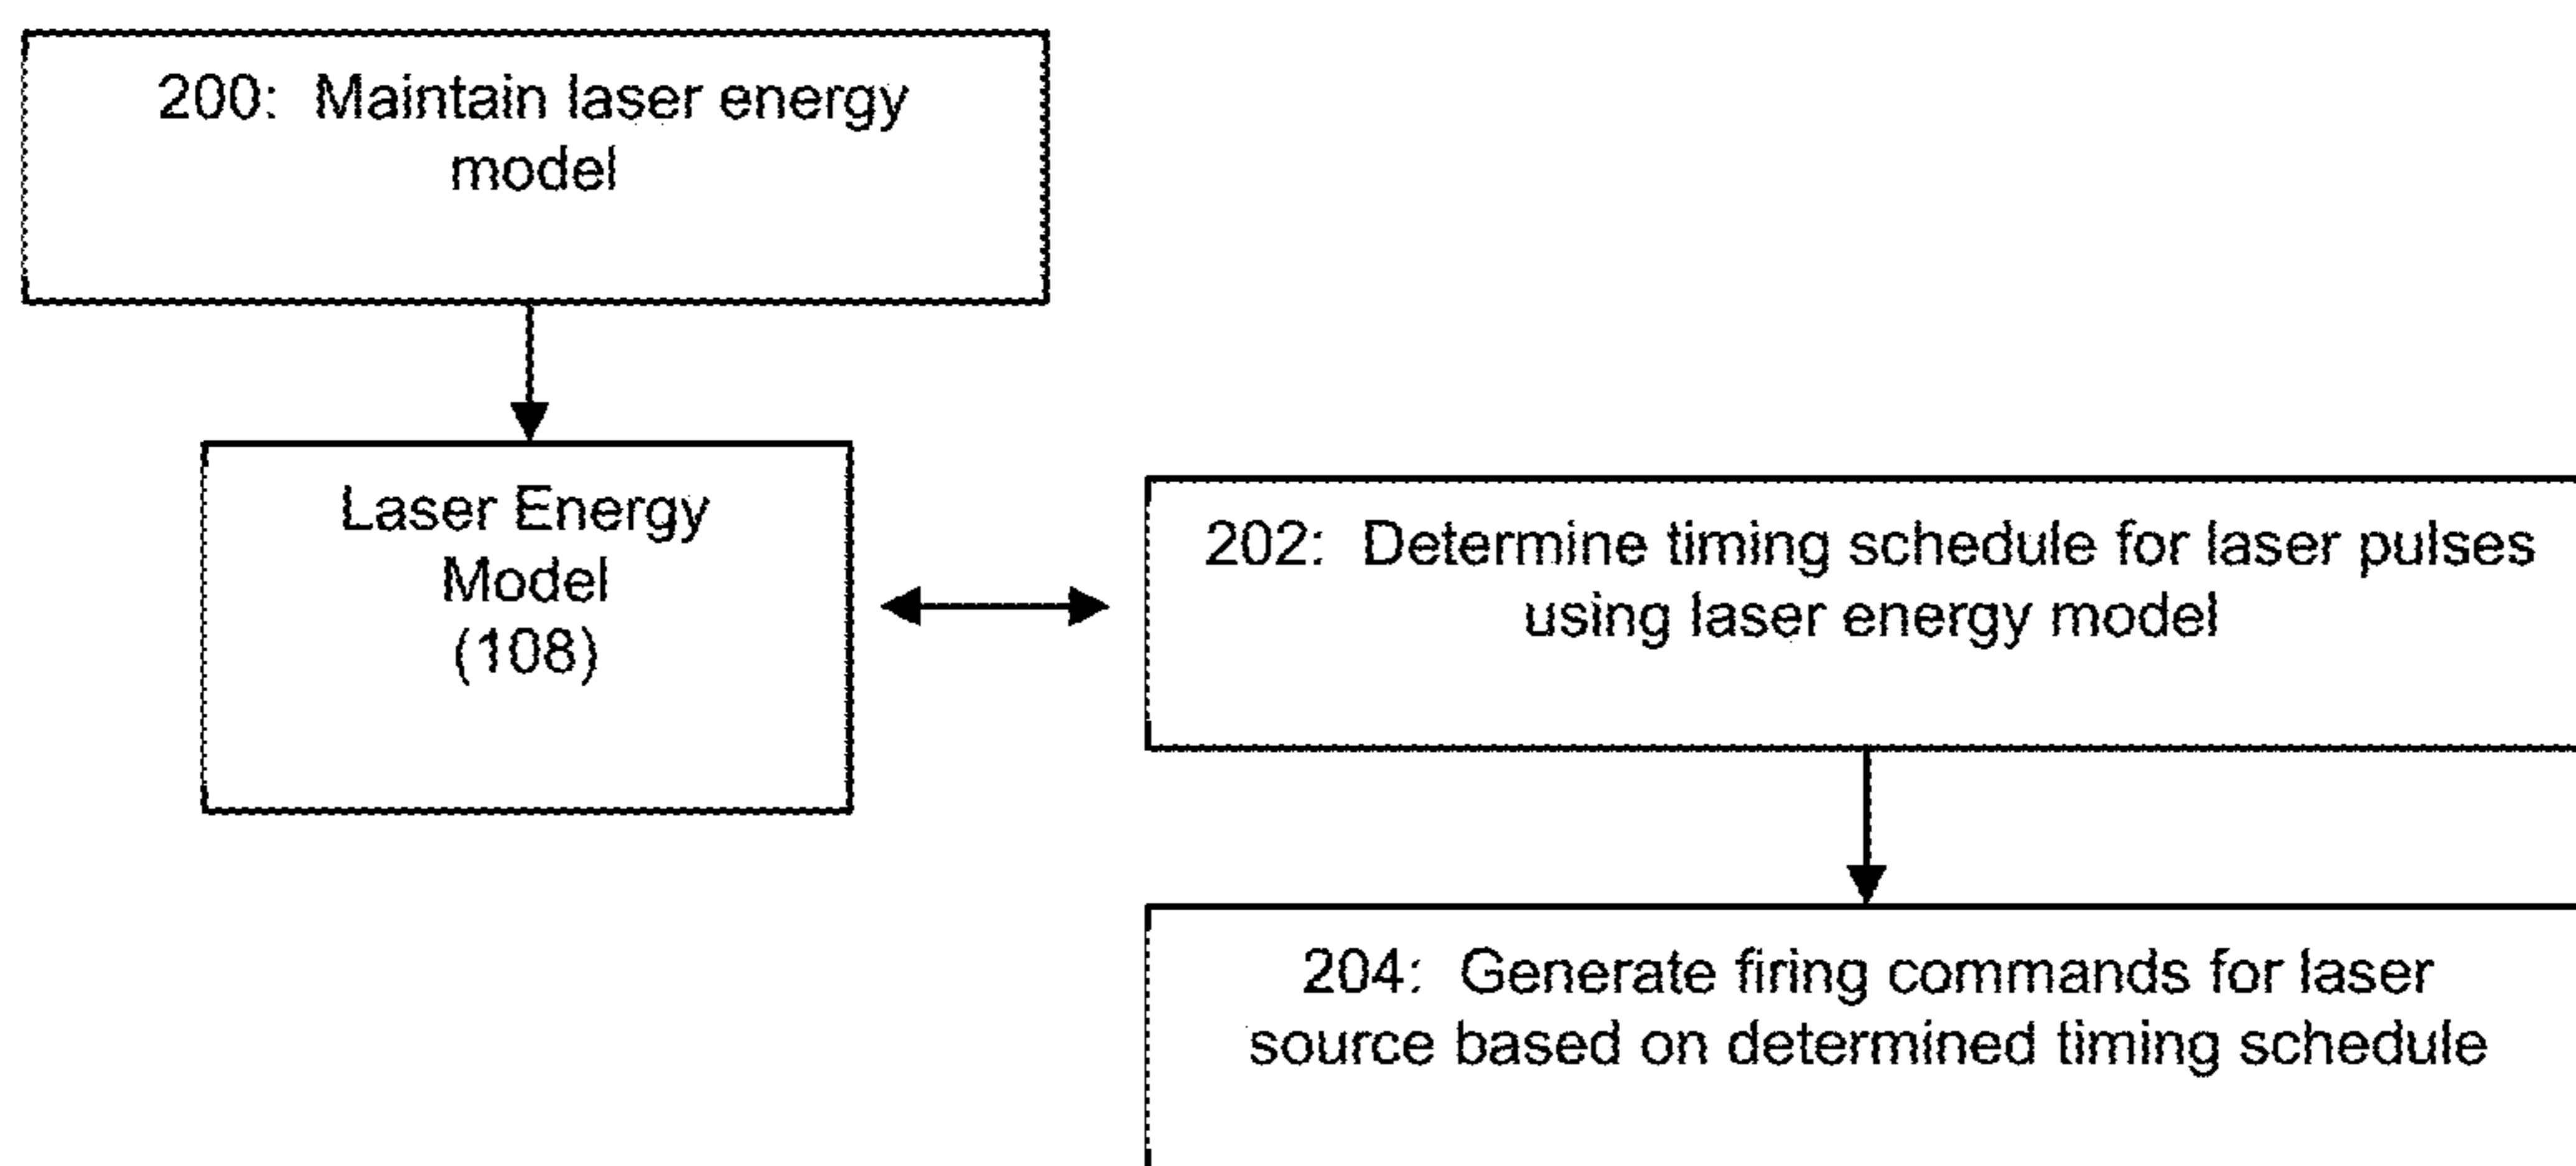 200: Maintain laser energy
model
Laser Energy
Model
(108)
202: Determine timing schedule for laser pulses
using laser energy model
204: Generate firing commands for laser
source based on determined timing schedule